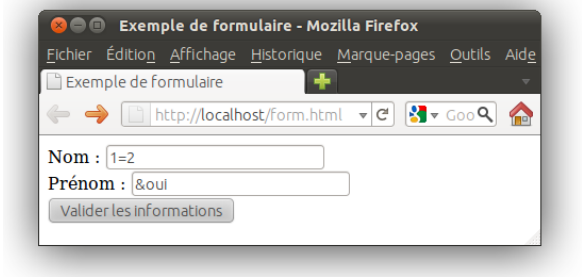 Exemple de formulaire - Mozilla Firefox
Fichier Édition Affichage Historique Marque-pages Outils Aide
Exemple de formulaire
http://localhost/form.html Goo
Nom : 1=2
Prénom : &oui
Valider les informations